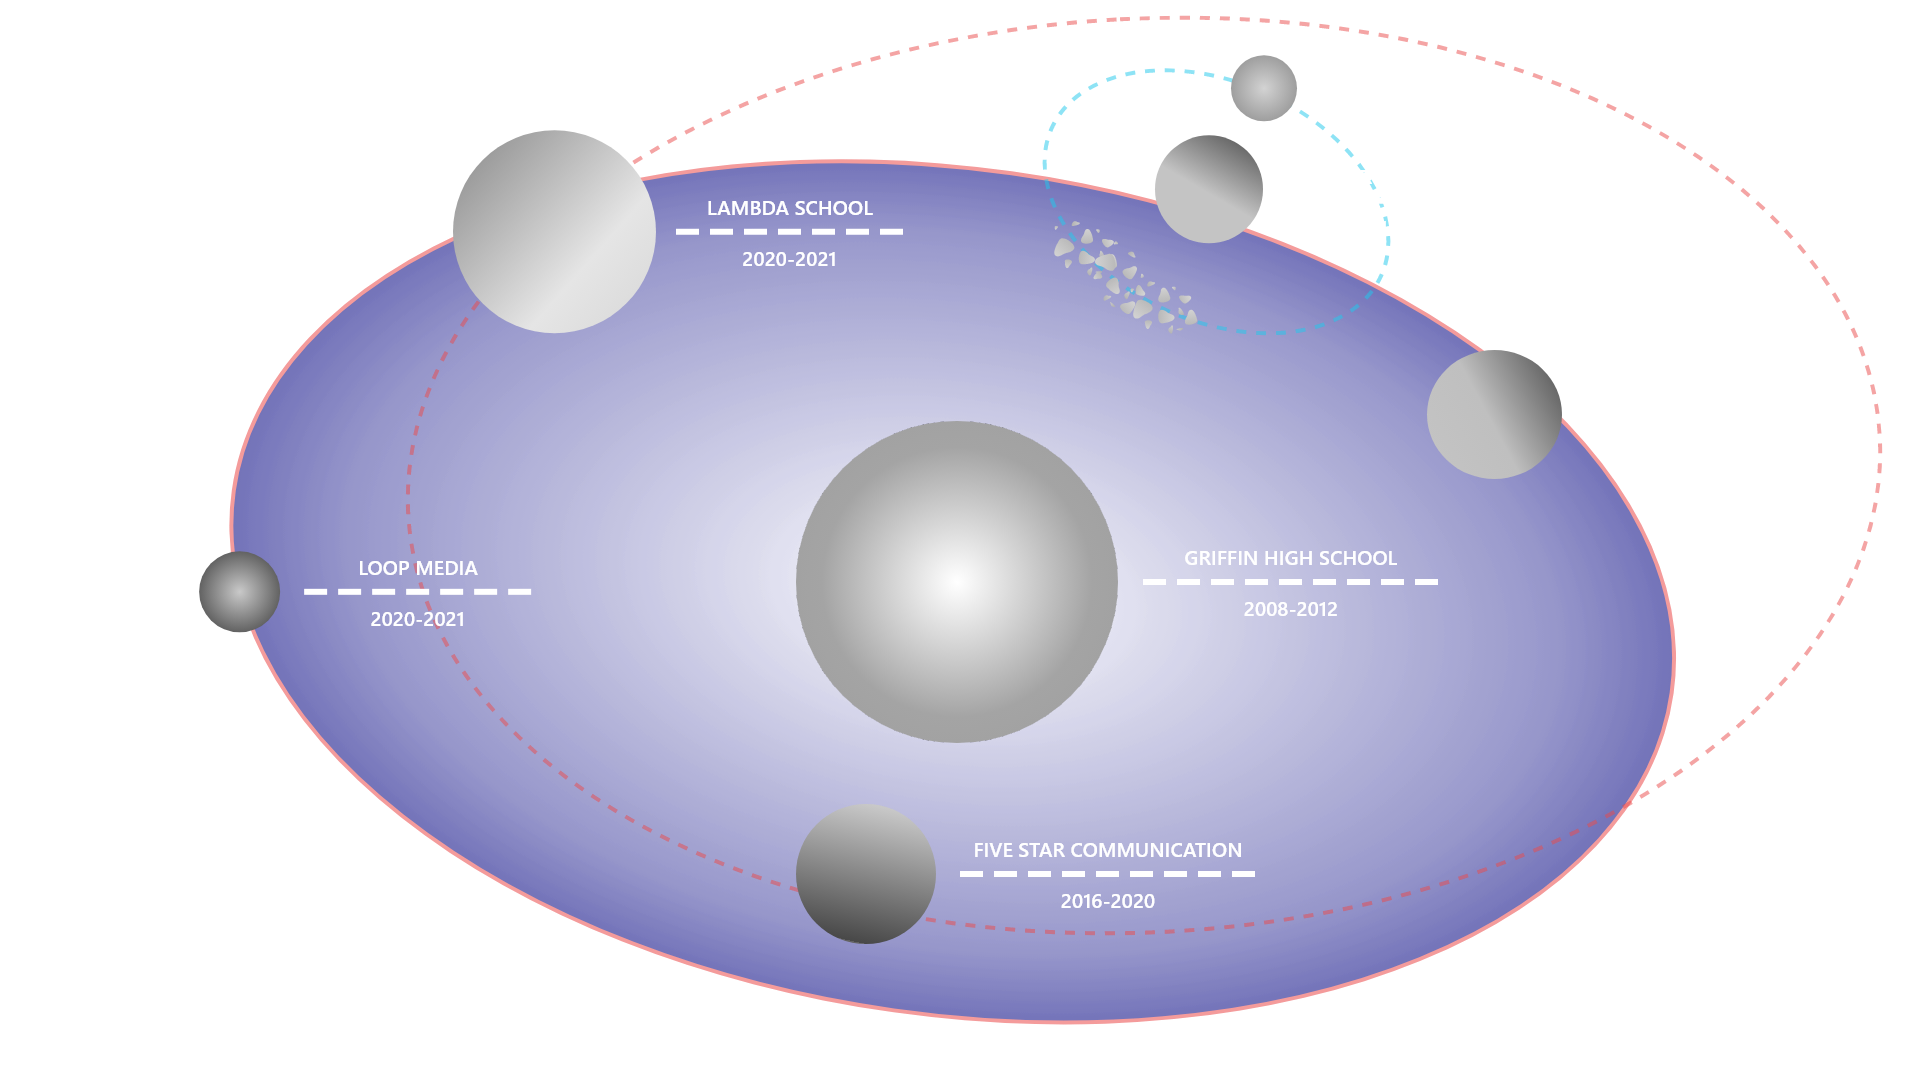 LAMBDA SCHOOL
2020-2021
GRIFFIN HIGH SCHOOL
2008-2012
LOOP MEDIA
2020-2021
FIVE STAR COMMUNICATION
2016-2020